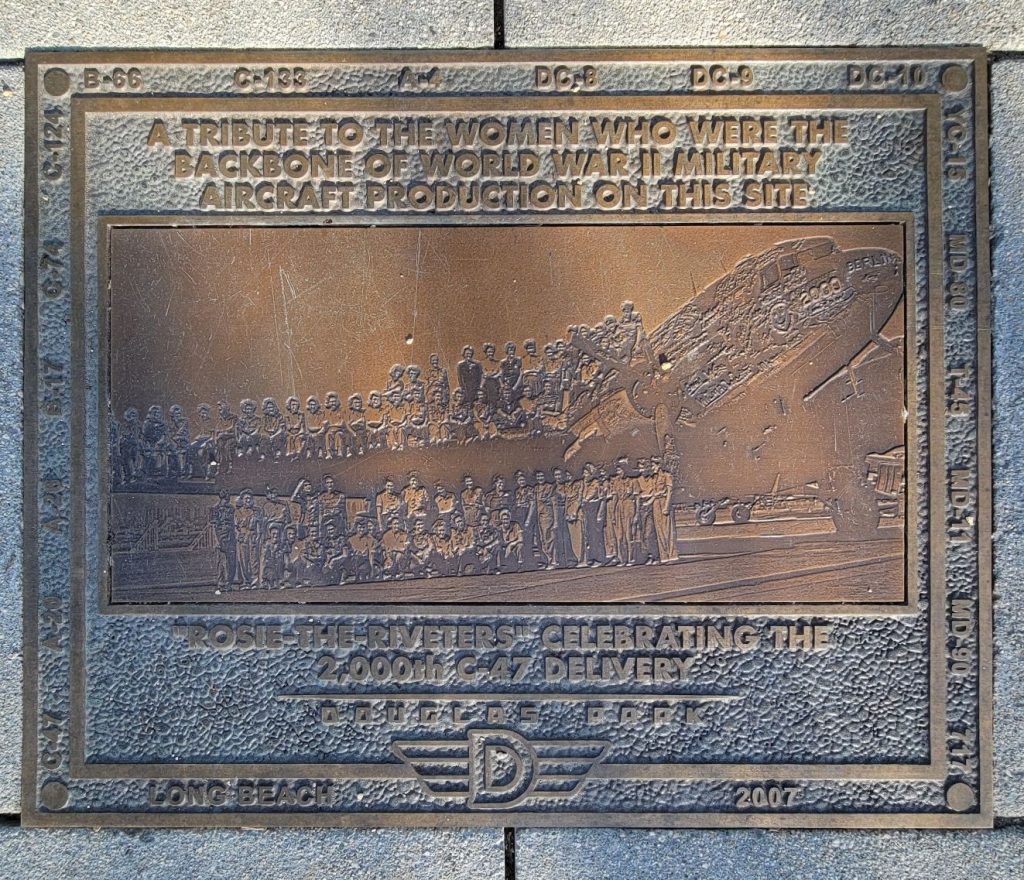 B-66 C-133 A-4 DC-8 DC-9 DC-10
C-47 A-20 A-26 B-17 C-74 C-124
YC-15 MD-80 T-45 MD-11 MD-90 717
A TRIBUTE TO THE WOMEN WHO WERE THE
BACKBONE OF WORLD WAR II MILITARY
AIRCRAFT PRODUCTION ON THIS SITE
BERLIN
2000
"ROSIE-THE-RIVETERS" CELEBRATING THE
2,000th C-47 DELIVERY
DOUGLAS PARK
D
LONG BEACH 2007